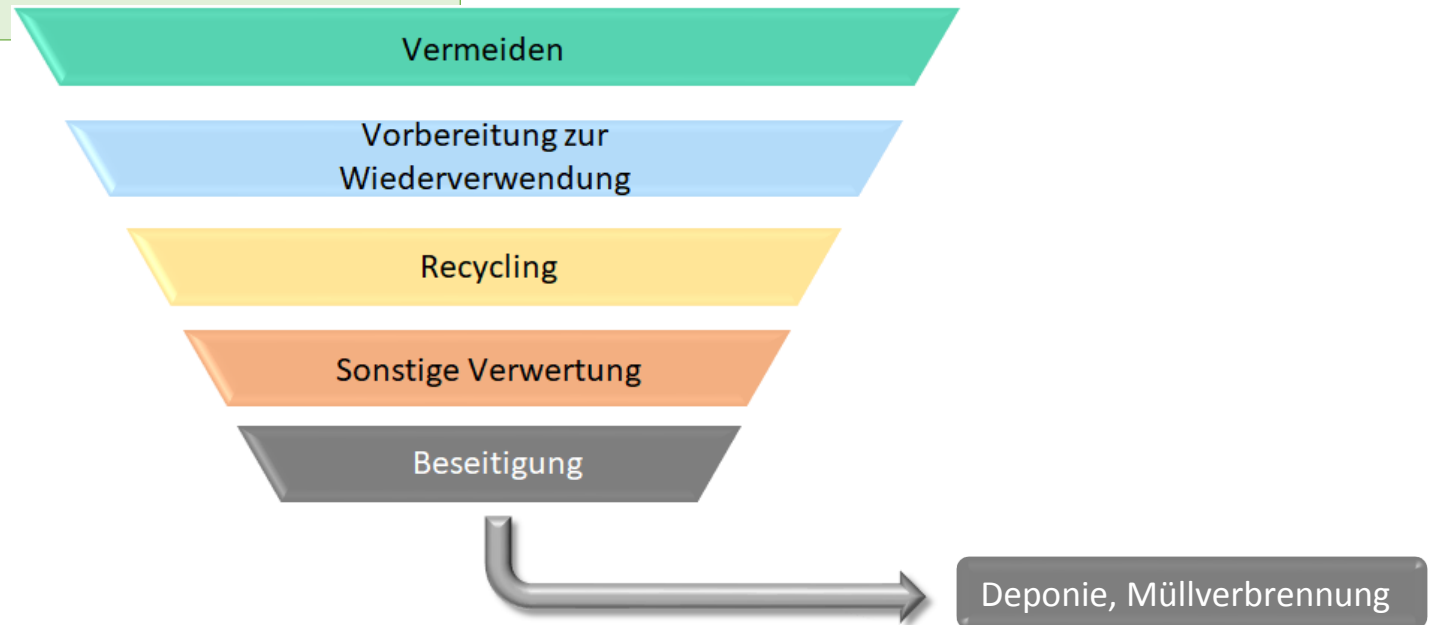 Vermeiden
Vorbereitung zur
Wiederverwendung
Recycling
Sonstige Verwertung
Beseitigung
Deponie, Müllverbrennung